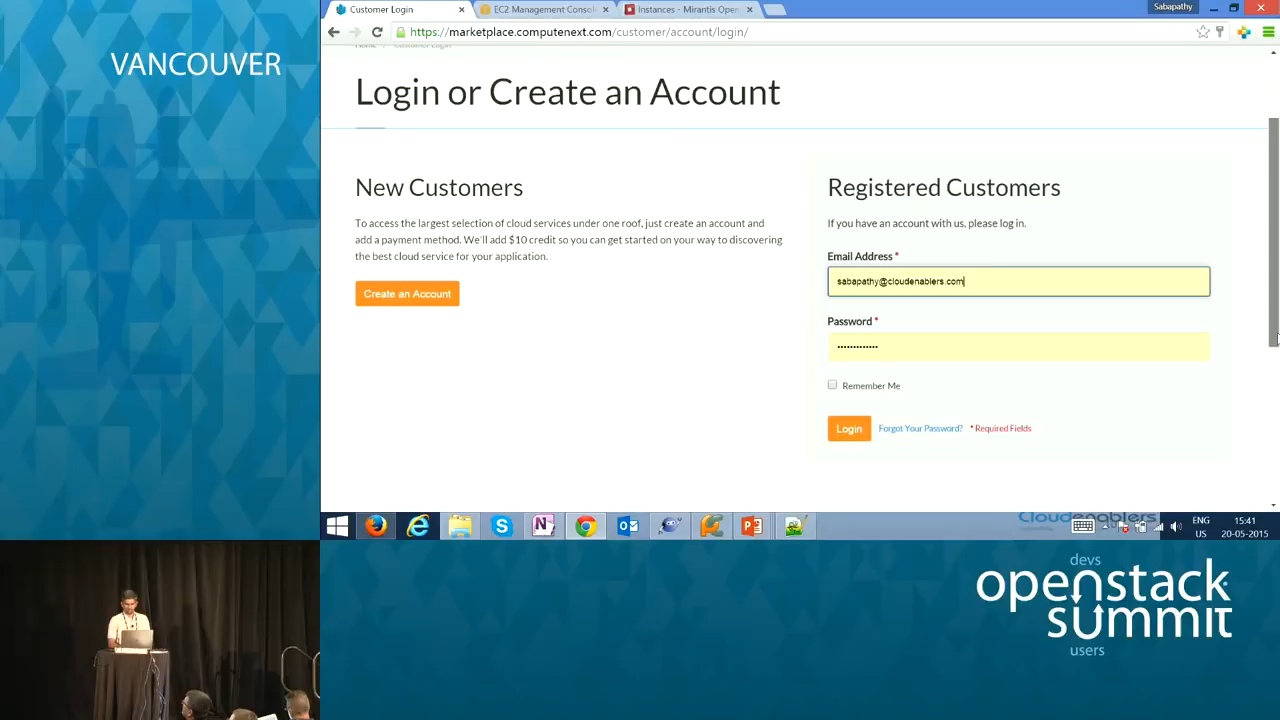 VANCOUVER
Customer Login
EC2 Management Consol
Instances - Mirantis Open
Sabapathy
https://marketplace.computenext.com/customer/account/login/
Home
Customer Login
Login or Create an Account
New Customers
To access the largest selection of cloud services under one roof, just create an account and
add a payment method. We'll add $10 credit so you can get started on your way to discovering
the best cloud service for your application.
Create an Account
Registered Customers
If you have an account with us, please log in.
Email Address *
sabapathy@cloudenablers.com
Password *
Remember Me
Login
Forgot Your Password?
* Required Fields
Cloudenablers
ENG
US
15:41
20-05-2015
devs
openstack
summit
users